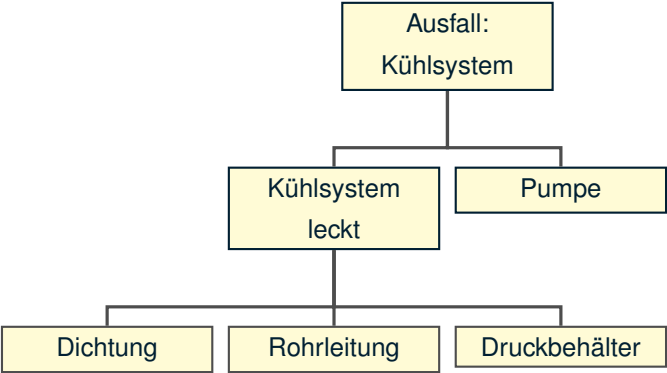 Ausfall:
Kühlsystem
Kühlsystem
leckt
Pumpe
Dichtung
Rohrleitung
Druckbehälter